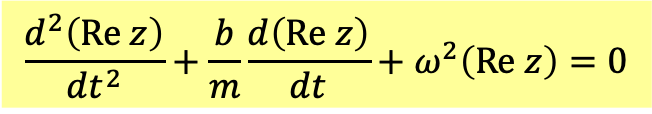 d²(Re z)/dt² + b/m d(Re z)/dt + ω²(Re z) = 0